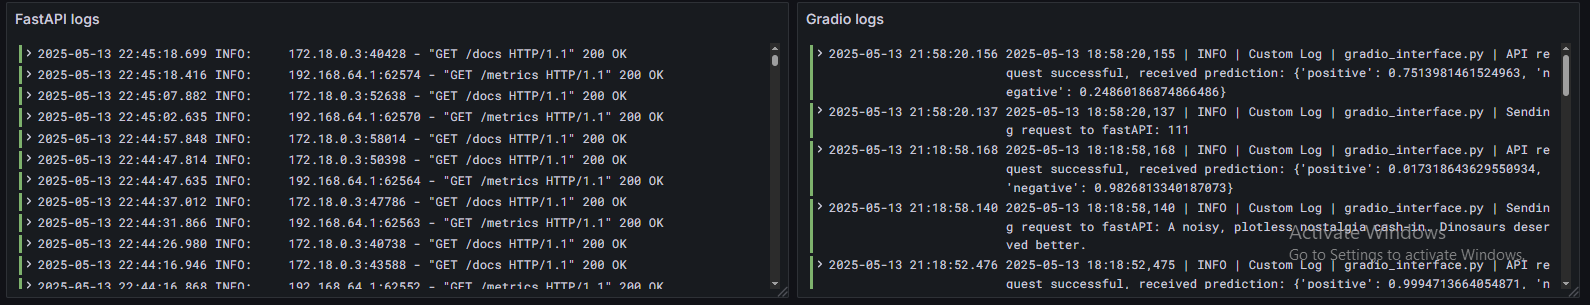 FastAPI logs
2025-05-13 22:45:18.699 INFO:     172.18.0.3:40428 - "GET /docs HTTP/1.1" 200 OK
2025-05-13 22:45:18.416 INFO:     192.168.64.1:62574 - "GET /metrics HTTP/1.1" 200 OK
2025-05-13 22:45:07.882 INFO:     172.18.0.3:52638 - "GET /docs HTTP/1.1" 200 OK
2025-05-13 22:45:02.635 INFO:     192.168.64.1:62570 - "GET /metrics HTTP/1.1" 200 OK
2025-05-13 22:44:57.848 INFO:     172.18.0.3:58014 - "GET /docs HTTP/1.1" 200 OK
2025-05-13 22:44:47.814 INFO:     172.18.0.3:50398 - "GET /docs HTTP/1.1" 200 OK
2025-05-13 22:44:47.635 INFO:     192.168.64.1:62564 - "GET /metrics HTTP/1.1" 200 OK
2025-05-13 22:44:37.012 INFO:     172.18.0.3:47786 - "GET /docs HTTP/1.1" 200 OK
2025-05-13 22:44:31.866 INFO:     192.168.64.1:62563 - "GET /metrics HTTP/1.1" 200 OK
2025-05-13 22:44:26.980 INFO:     172.18.0.3:40738 - "GET /docs HTTP/1.1" 200 OK
2025-05-13 22:44:16.946 INFO:     172.18.0.3:43588 - "GET /docs HTTP/1.1" 200 OK
2025-05-13 22:44:16.868 INFO:     192.168.64.1:62552 - "GET /metrics HTTP/1.1" 200 OK
Gradio logs
2025-05-13 21:58:20.156 2025-05-13 18:58:20,155 | INFO | Custom Log | gradio_interface.py | API re
quest successful, received prediction: {'positive': 0.7513981461524963, 'n
egative': 0.24860186874866486}
2025-05-13 21:58:20.137 2025-05-13 18:58:20,137 | INFO | Custom Log | gradio_interface.py | Sendin
g request to fastAPI: 111
2025-05-13 21:18:58.168 2025-05-13 18:18:58,168 | INFO | Custom Log | gradio_interface.py | API re
quest successful, received prediction: {'positive': 0.017318643629550934,
'negative': 0.9826813340187073}
2025-05-13 21:18:58.140 2025-05-13 18:18:58,140 | INFO | Custom Log | gradio_interface.py | Sendin
g request to fastAPI: A noisy, plotless nostalgia cash-in. Dinosaurs deser
ved better.
2025-05-13 21:18:52.476 2025-05-13 18:18:52,475 | INFO | Custom Log | gradio_interface.py | API re
quest successful, received prediction: {'positive': 0.9994713664054871, 'n
Activate Windows
Go to Settings to activate Windows.